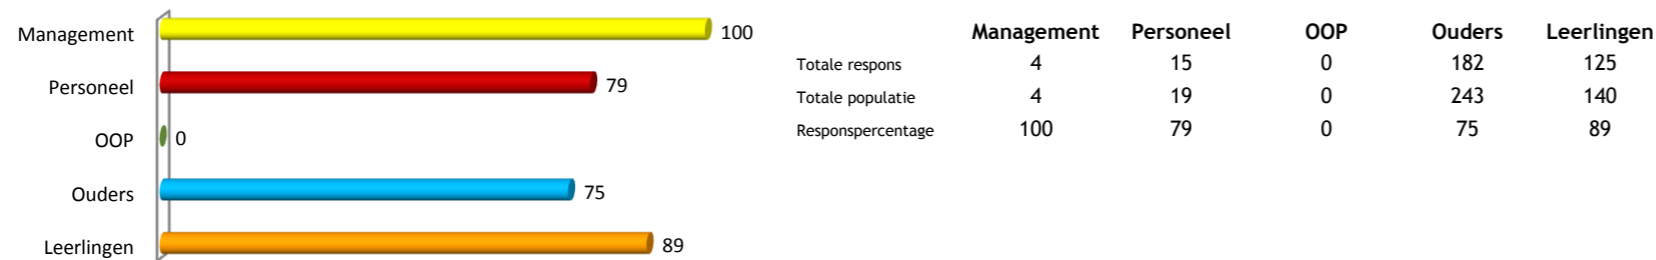 Management 100
Personeel 79
OOP 0
Ouders 75
Leerlingen 89
Management Personeel OOP Ouders Leerlingen
Totale respons 4 15 0 182 125
Totale populatie 4 19 0 243 140
Responspercentage 100 79 0 75 89